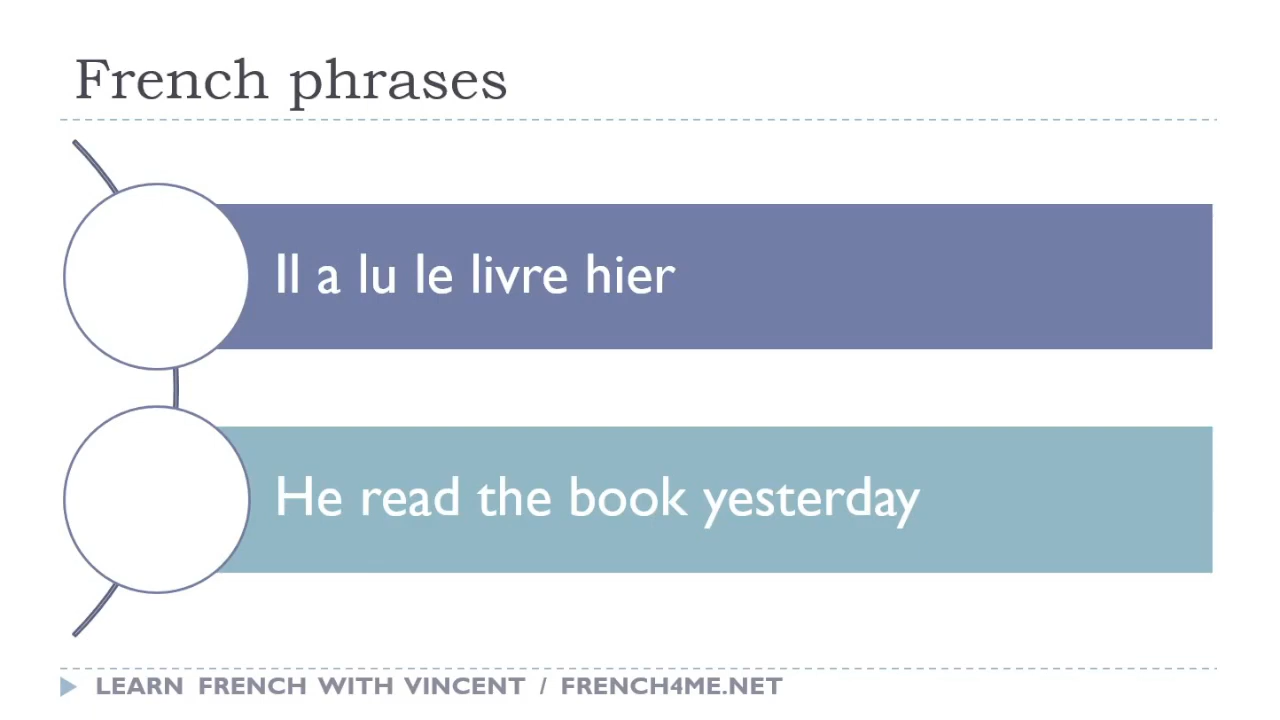 French phrases
Il a lu le livre hier
He read the book yesterday
LEARN FRENCH WITH VINCENT / FRENCH4ME.NET